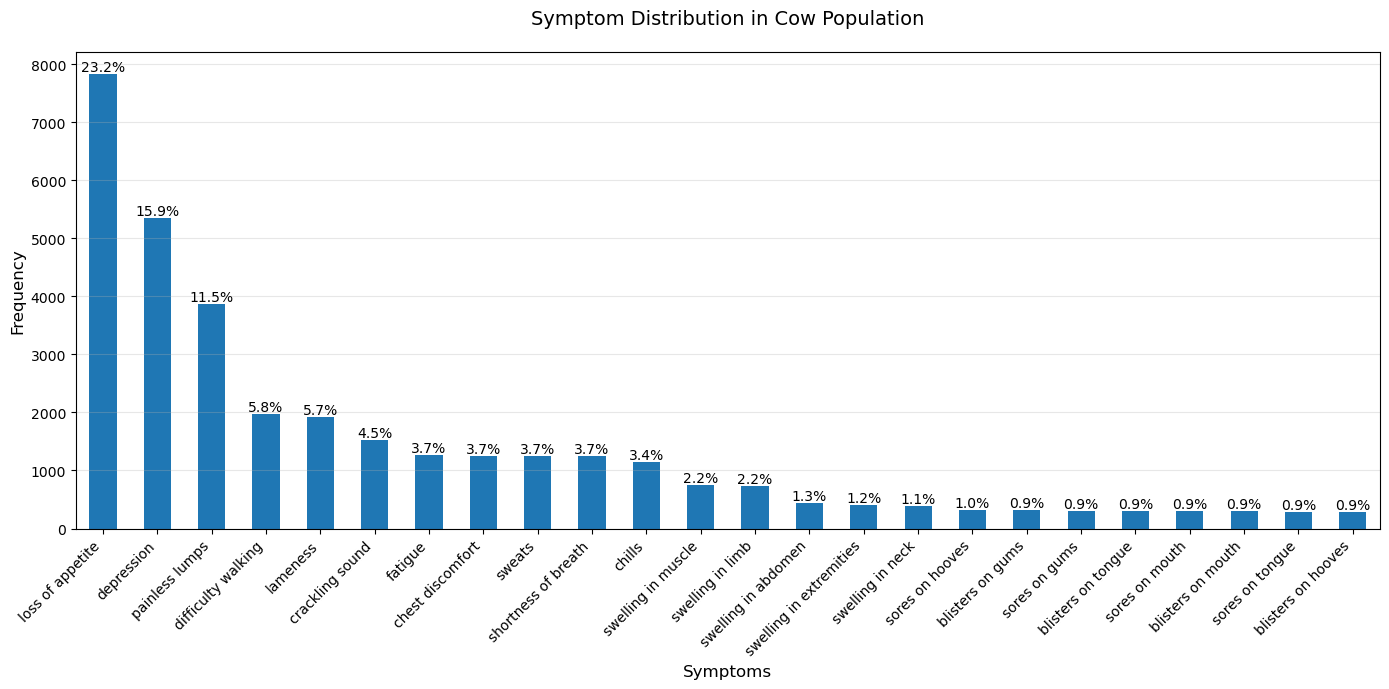 Symptom Distribution in Cow Population
Frequency
8000
7000
6000
5000
4000
3000
2000
1000
0
23.2%
15.9%
11.5%
5.8%
5.7%
4.5%
3.7%
3.7%
3.7%
3.7%
3.4%
2.2%
2.2%
1.3%
1.2%
1.1%
1.0%
0.9%
0.9%
0.9%
0.9%
0.9%
0.9%
0.9%
loss of appetite
depression
painless lumps
difficulty walking
lameness
crackling sound
fatigue
chest discomfort
sweats
shortness of breath
chills
swelling in muscle
swelling in limb
swelling in abdomen
swelling in extremities
swelling in neck
sores on hooves
blisters on gums
sores on gums
blisters on tongue
sores on mouth
blisters on mouth
sores on tongue
blisters on hooves
Symptoms